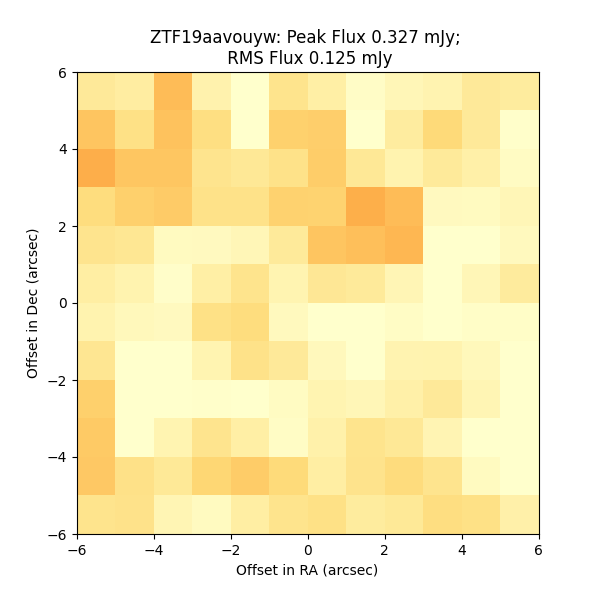 ZTF19aavouyw: Peak Flux 0.327 mJy;
RMS Flux 0.125 mJy
6
4
2
0
−2
−4
−6
Offset in Dec (arcsec)
−6 −4 −2 0 2 4 6
Offset in RA (arcsec)